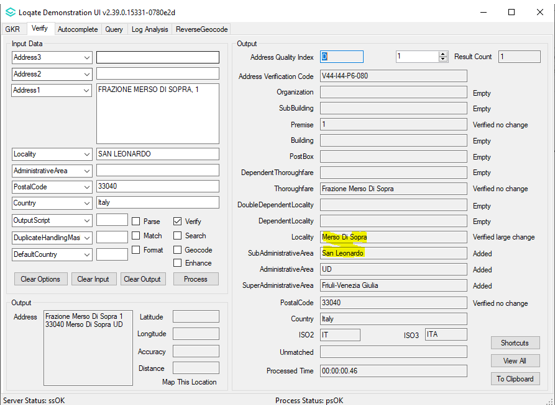 Loqate Demonstration UI v2.39.0.15331-0780e2d
GKR Verify Autocomplete Query Log Analysis ReverseGeocode
Input Data
Address3
Address2
Address1 FRAZIONE MERSO DI SOPRA, 1
Locality SAN LEONARDO
AdministrativeArea
PostalCode 33040
Country Italy
OutputScript Parse Verify
DuplicateHandlingMas Match Search
DefaultCountry Format Geocode
Enhance
Clear Options Clear Input Clear Output Process
Output
Address Frazione Merso Di Sopra 1
33040 Merso Di Sopra UD
Latitude
Longitude
Accuracy
Distance
Map This Location
Output
Address Quality Index D 1 Result Count 1
Address Verification Code V44-I44-P6-080
Organization Empty
SubBuilding Empty
Premise 1 Verified no change
Building Empty
PostBox Empty
DependentThoroughfare Empty
Thoroughfare Frazione Merso Di Sopra Verified no change
DoubleDependentLocality Empty
DependentLocality Empty
Locality Merso Di Sopra Verified large change
SubAdministrativeArea San Leonardo Added
AdministrativeArea UD Added
SuperAdministrativeArea Friuli-Venezia Giulia Added
PostalCode 33040 Verified no change
Country Italy
ISO2 IT ISO3 ITA
Unmatched
Processed Time 00:00:00.46
Shortcuts
View All
To Clipboard
Server Status: ssOK Process Status: psOK